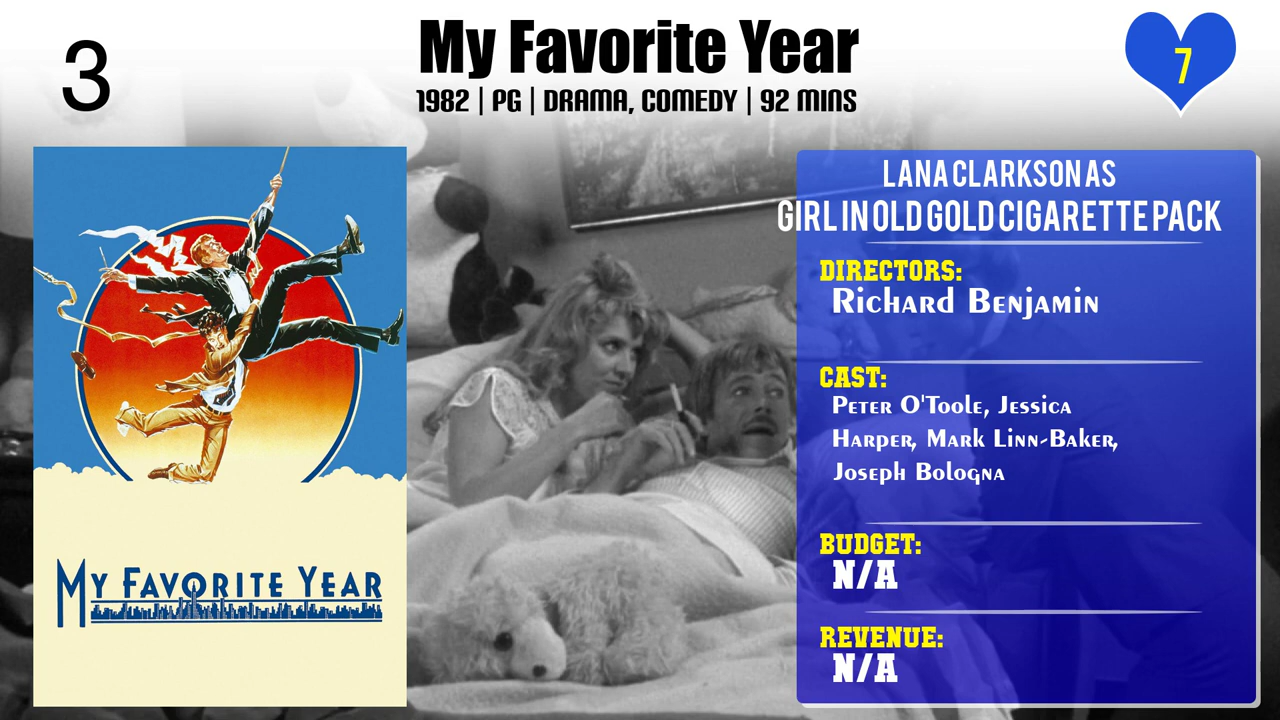 3
My Favorite Year
1982 | PG | DRAMA, COMEDY | 92 MINS
7
LANA CLARKSON AS
GIRL IN OLD GOLD CIGARETTE PACK
DIRECTORS:
Richard Benjamin
CAST:
Peter O'Toole, Jessica
Harper, Mark Linn-Baker,
Joseph Bologna
BUDGET:
N/A
REVENUE:
N/A
My Favorite Year